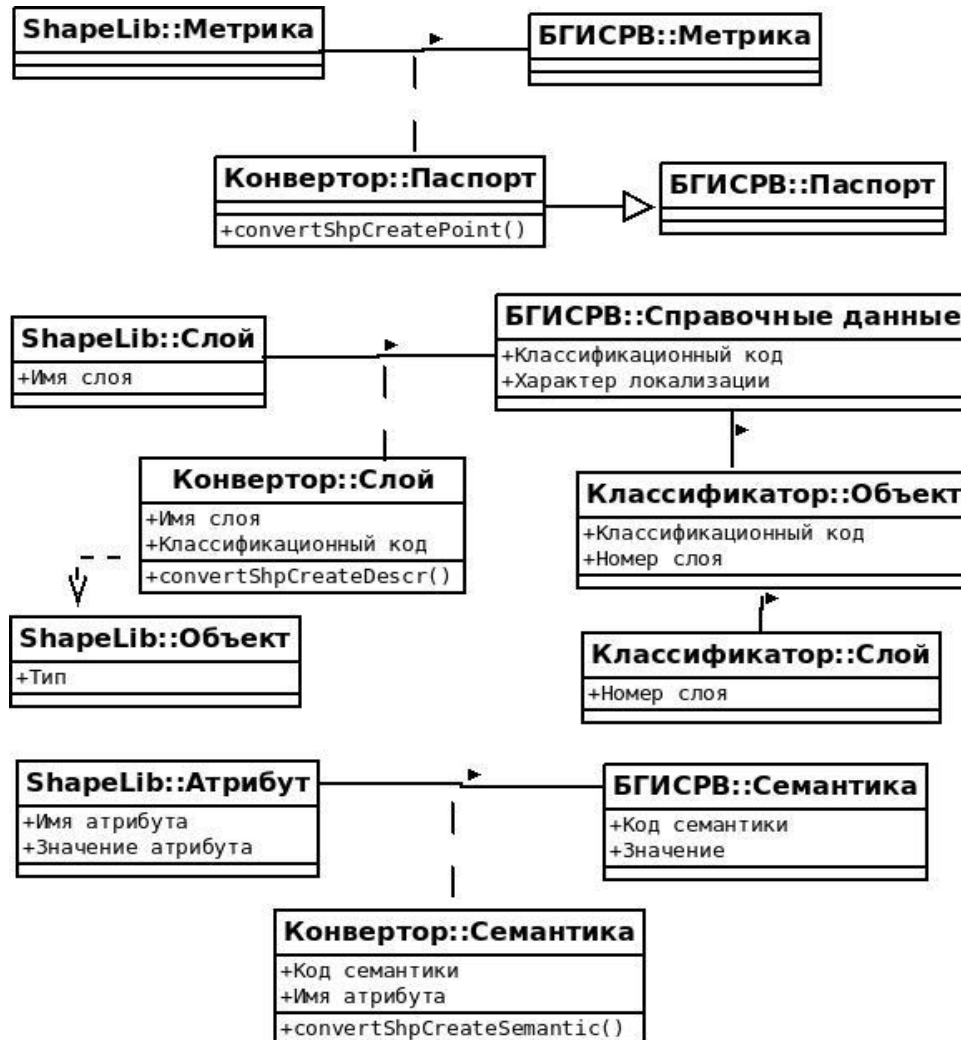 ShapeLib::Метрика
БГИСРВ::Метрика
Конвертор::Паспорт
+convertShpCreatePoint()
БГИСРВ::Паспорт
ShapeLib::Слой
+Имя слоя
БГИСРВ::Справочные данные
+Классификационный код
+Характер локализации
Конвертор::Слой
+Имя слоя
+Классификационный код
+convertShpCreateDescr()
Классификатор::Объект
+Классификационный код
+Номер слоя
ShapeLib::Объект
+Тип
Классификатор::Слой
+Номер слоя
ShapeLib::Атрибут
+Имя атрибута
+Значение атрибута
БГИСРВ::Семантика
+Код семантики
+Значение
Конвертор::Семантика
+Код семантики
+Имя атрибута
+convertShpCreateSemantic()